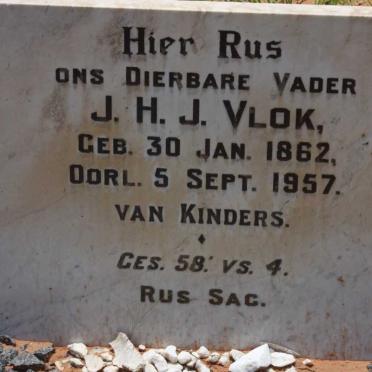 Hier Rus
ons Dierbare Vader
J. H. J. Vlok,
Geb. 30 Jan. 1862,
Oorl. 5 Sept. 1957.
van Kinders.
Ges. 58: vs. 4.
Rus Sag.